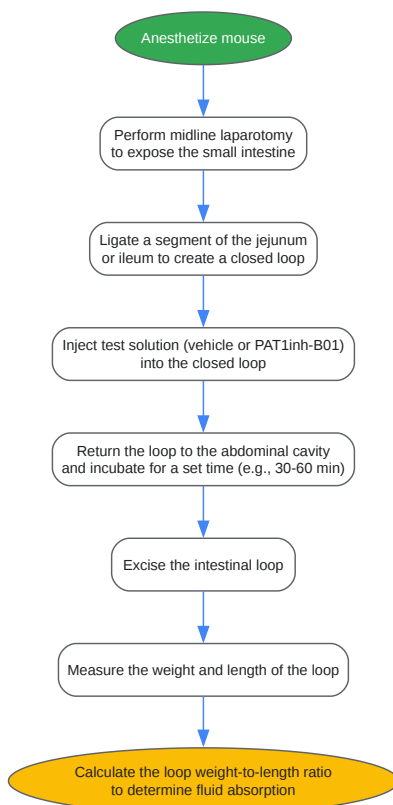 Anesthetize mouse
Perform midline laparotomy
to expose the small intestine
Ligate a segment of the jejunum
or ileum to create a closed loop
Inject test solution (vehicle or PAT1inh-B01)
into the closed loop
Return the loop to the abdominal cavity
and incubate for a set time (e.g., 30-60 min)
Excise the intestinal loop
Measure the weight and length of the loop
Calculate the loop weight-to-length ratio
to determine fluid absorption